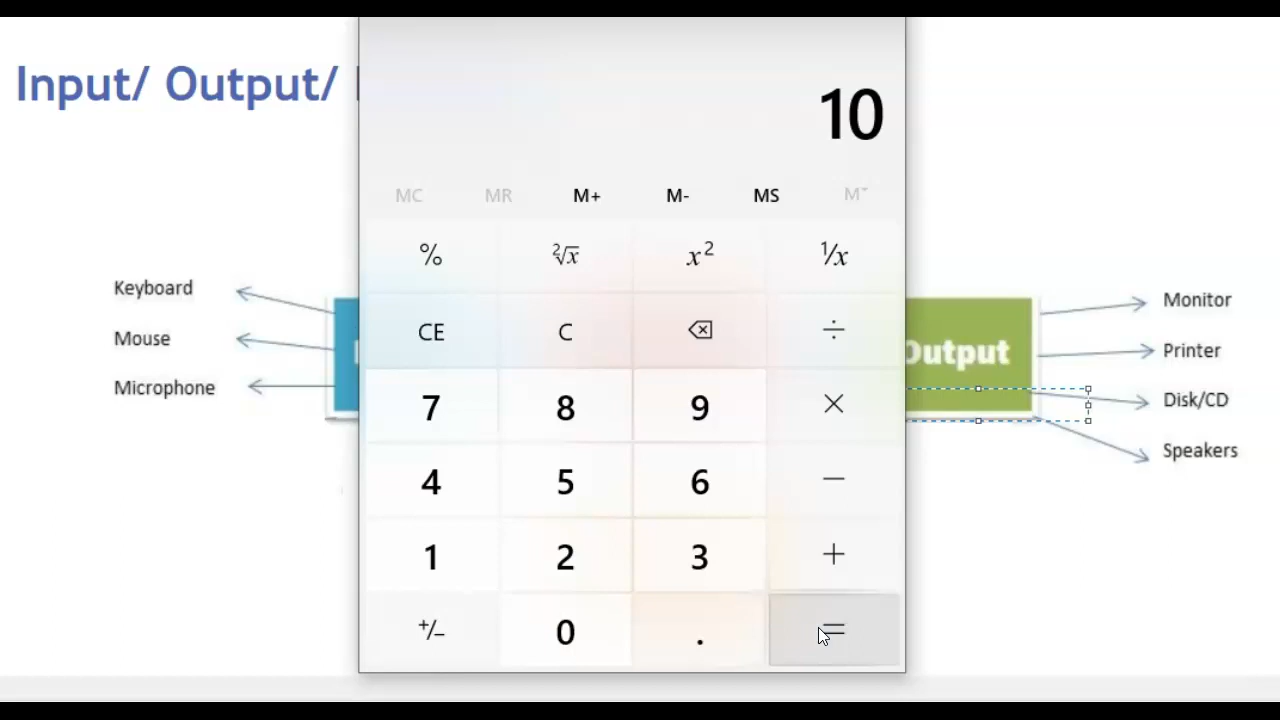 Input/ Output/
10
MC MR M+ M- MS M˅
% ²√x x² ¹/x
CE C ÷
7 8 9 ×
4 5 6 −
1 2 3 +
+/− 0 . =
Keyboard
Mouse
Microphone
Output
Monitor
Printer
Disk/CD
Speakers